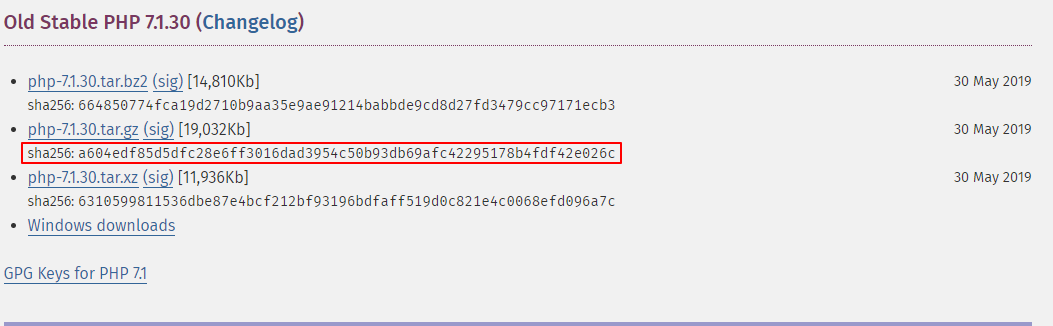 Old Stable PHP 7.1.30 (Changelog)
php-7.1.30.tar.bz2 (sig) [14,810Kb] 30 May 2019
sha256: 664850774fca19d2710b9aa35e9ae91214babbde9cd8d27fd3479cc97171ecb3
php-7.1.30.tar.gz (sig) [19,032Kb] 30 May 2019
sha256: a604edf85d5dfc28e6ff3016dad3954c50b93db69afc42295178b4fdf42e026c
php-7.1.30.tar.xz (sig) [11,936Kb] 30 May 2019
sha256: 6310599811536dbe87e4bcf212bf93196bdfaff519d0c821e4c0068efd096a7c
Windows downloads
GPG Keys for PHP 7.1